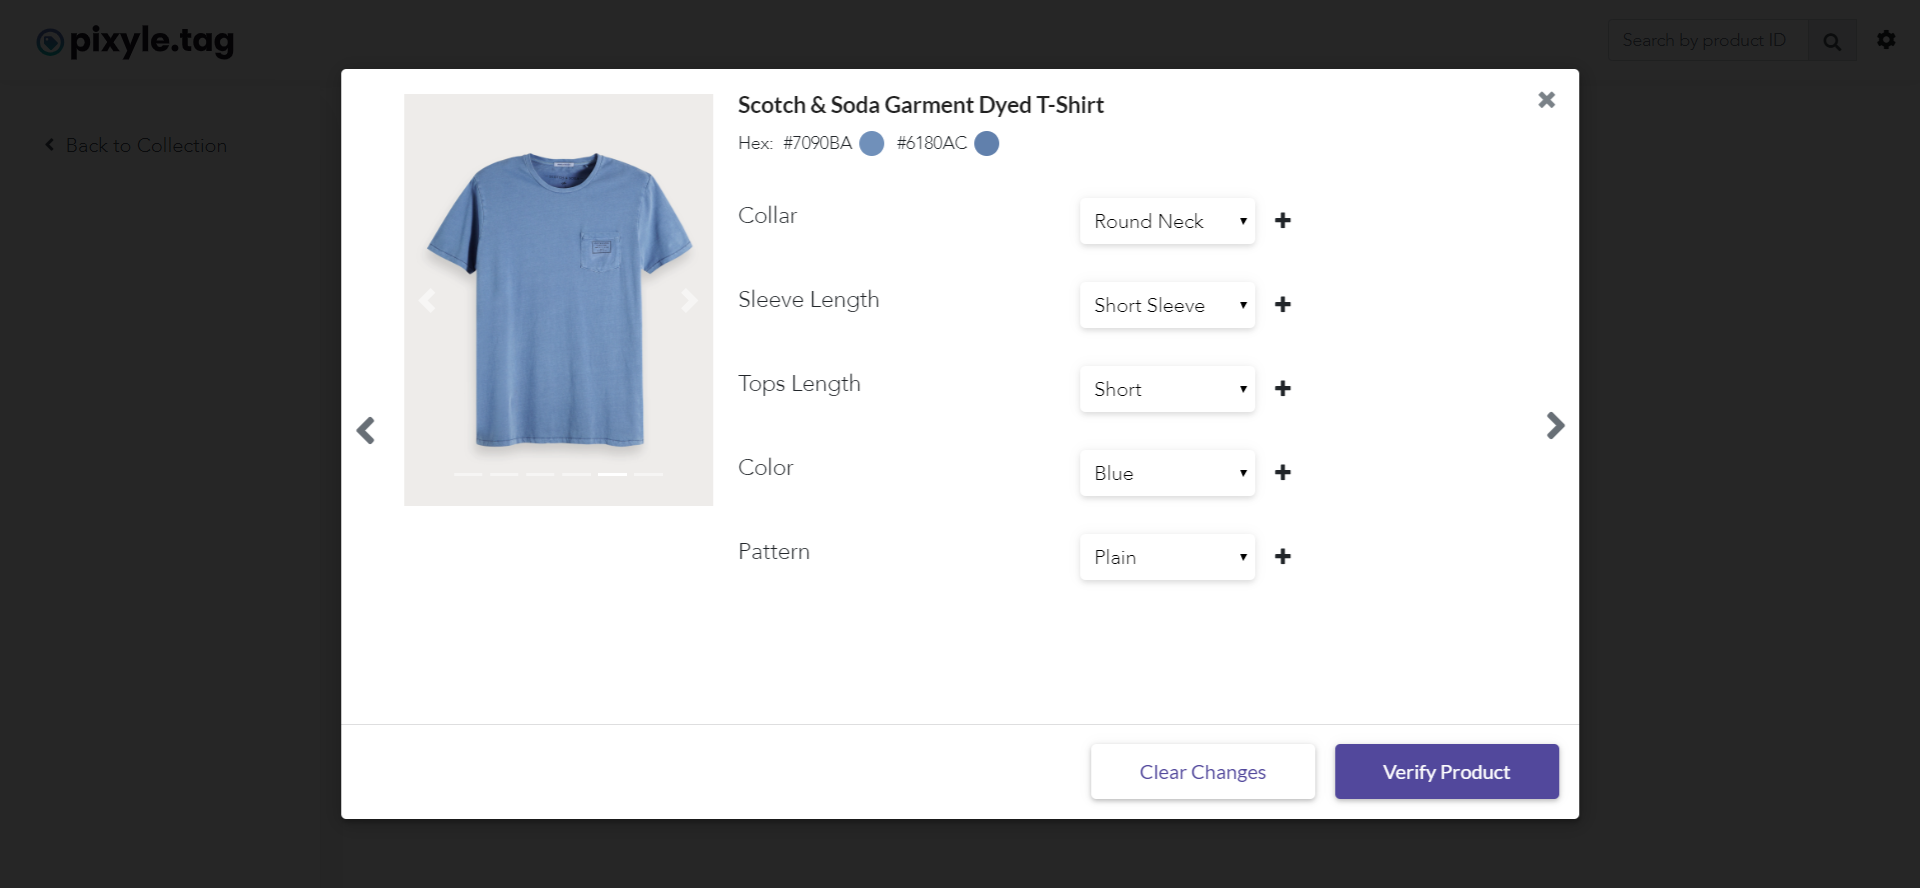 pixyle.tag
Search by product ID
Back to Collection
Scotch & Soda Garment Dyed T-Shirt
Hex: #7090BA #6180AC
Collar
Round Neck
Sleeve Length
Short Sleeve
Tops Length
Short
Color
Blue
Pattern
Plain
Clear Changes
Verify Product